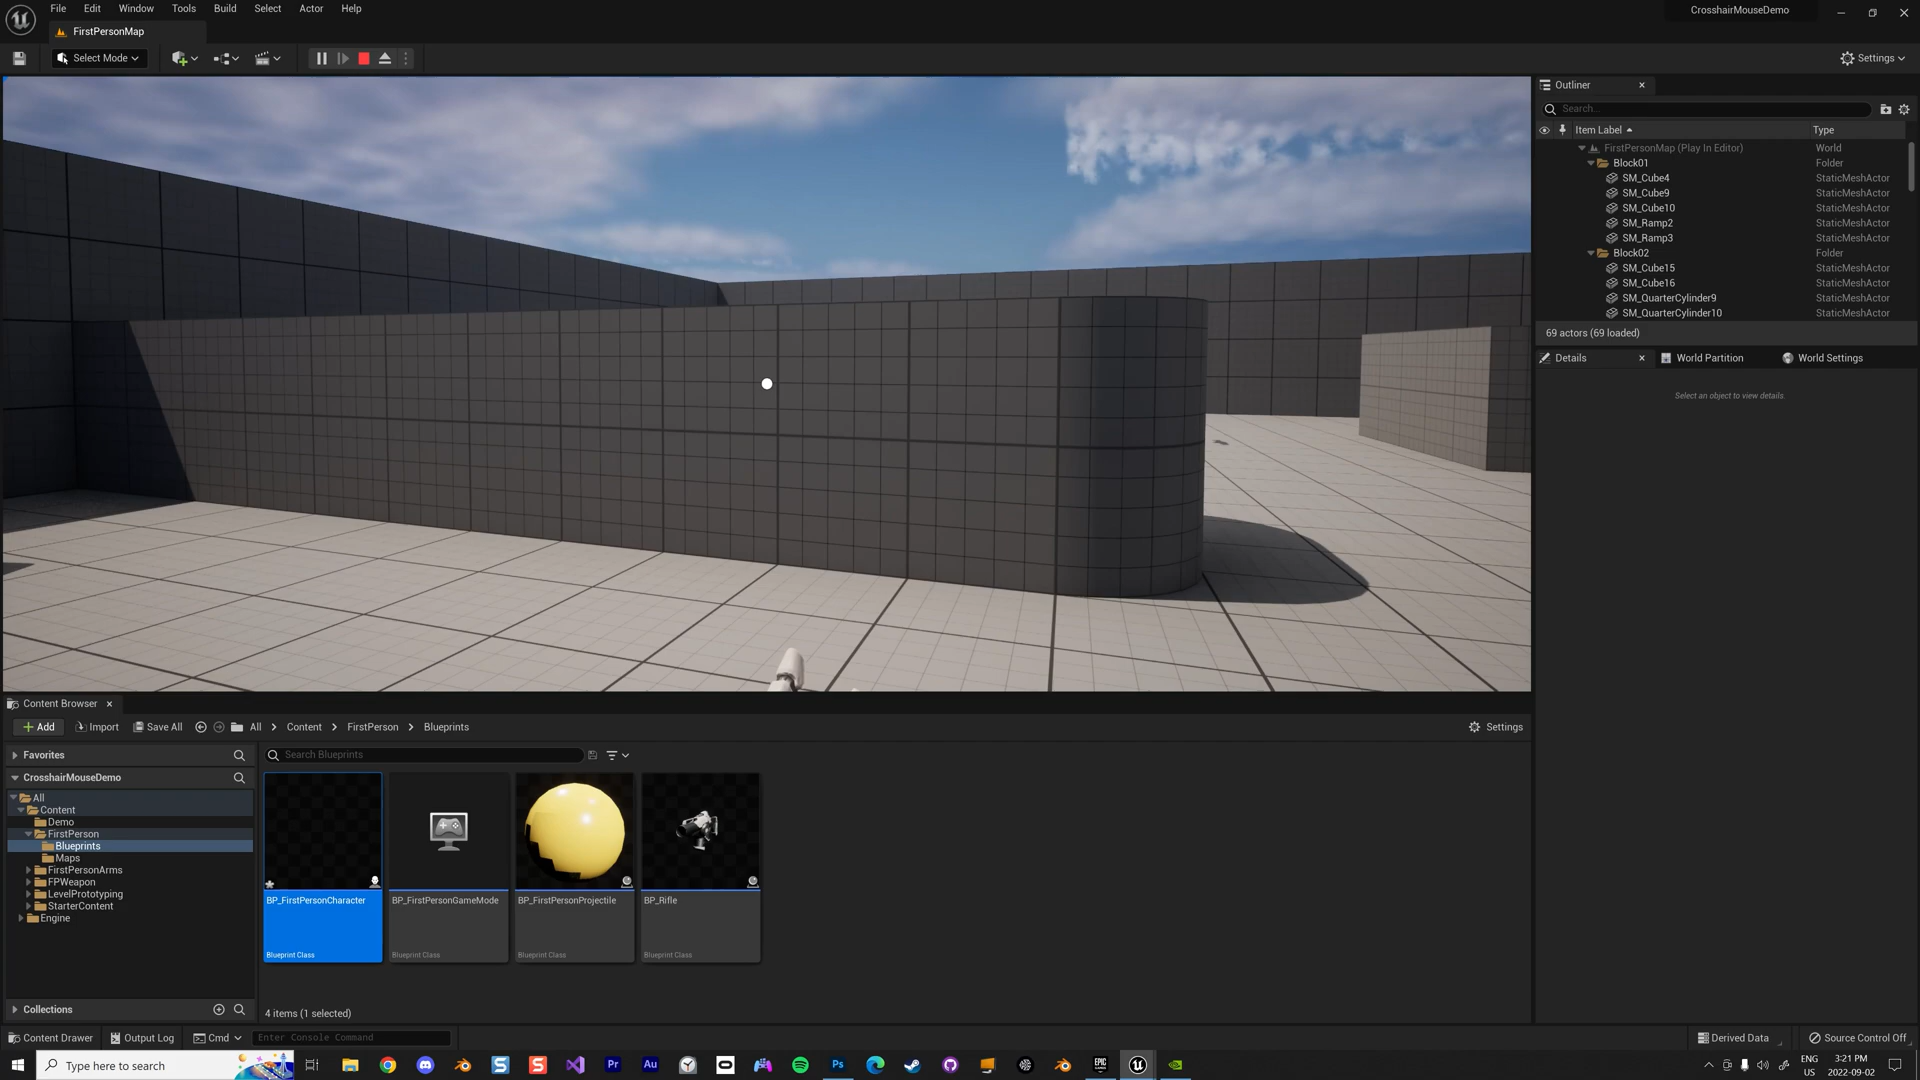 File Edit Window Tools Build Select Actor Help
CrosshairMouseDemo
FirstPersonMap
Select Mode
Settings
Outliner
Search...
Item Label Type
FirstPersonMap (Play In Editor) World
Block01 Folder
SM_Cube4 StaticMeshActor
SM_Cube9 StaticMeshActor
SM_Cube10 StaticMeshActor
SM_Ramp2 StaticMeshActor
SM_Ramp3 StaticMeshActor
Block02 Folder
SM_Cube15 StaticMeshActor
SM_Cube16 StaticMeshActor
SM_QuarterCylinder9 StaticMeshActor
SM_QuarterCylinder10 StaticMeshActor
69 actors (69 loaded)
Details World Partition World Settings
Select an object to view details.
Content Browser
Add Import Save All All Content FirstPerson Blueprints
Settings
Favorites
Search Blueprints
CrosshairMouseDemo
All
Content
Demo
FirstPerson
Blueprints
Maps
FirstPersonArms
FPWeapon
LevelPrototyping
StarterContent
Engine
BP_FirstPersonCharacter BP_FirstPersonGameMode BP_FirstPersonProjectile BP_Rifle
Blueprint Class Blueprint Class Blueprint Class Blueprint Class
Collections
4 items (1 selected)
Content Drawer Output Log Cmd Enter Console Command
Derived Data Source Control Off
Type here to search
Pr Au Ps
EPIC GAMES
ENG
US
3:21 PM
2022-09-02